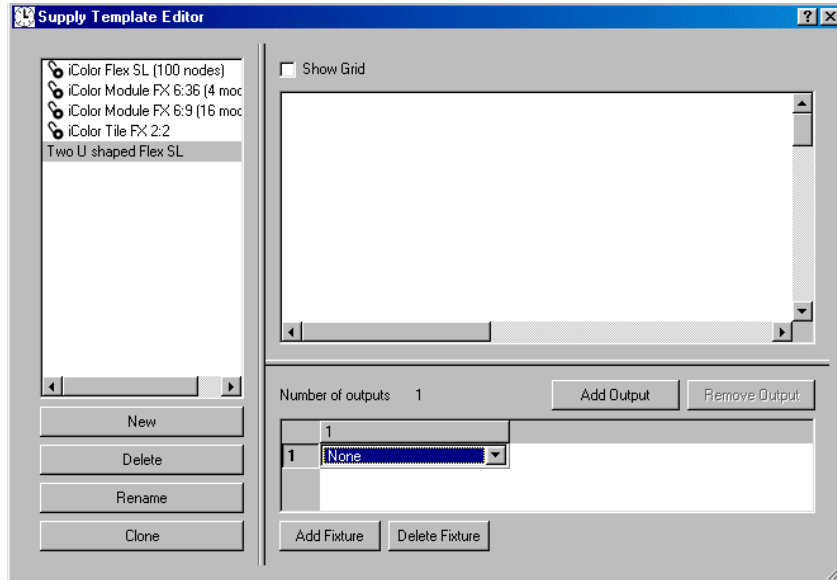 Supply Template Editor
iColor Flex SL (100 nodes)
iColor Module FX 6:36 (4 mod
iColor Module FX 6:9 (16 mod
iColor Tile FX 2:2
Two U shaped Flex SL
New
Delete
Rename
Clone
Show Grid
Number of outputs 1
Add Output
Remove Output
1
1 None
Add Fixture
Delete Fixture